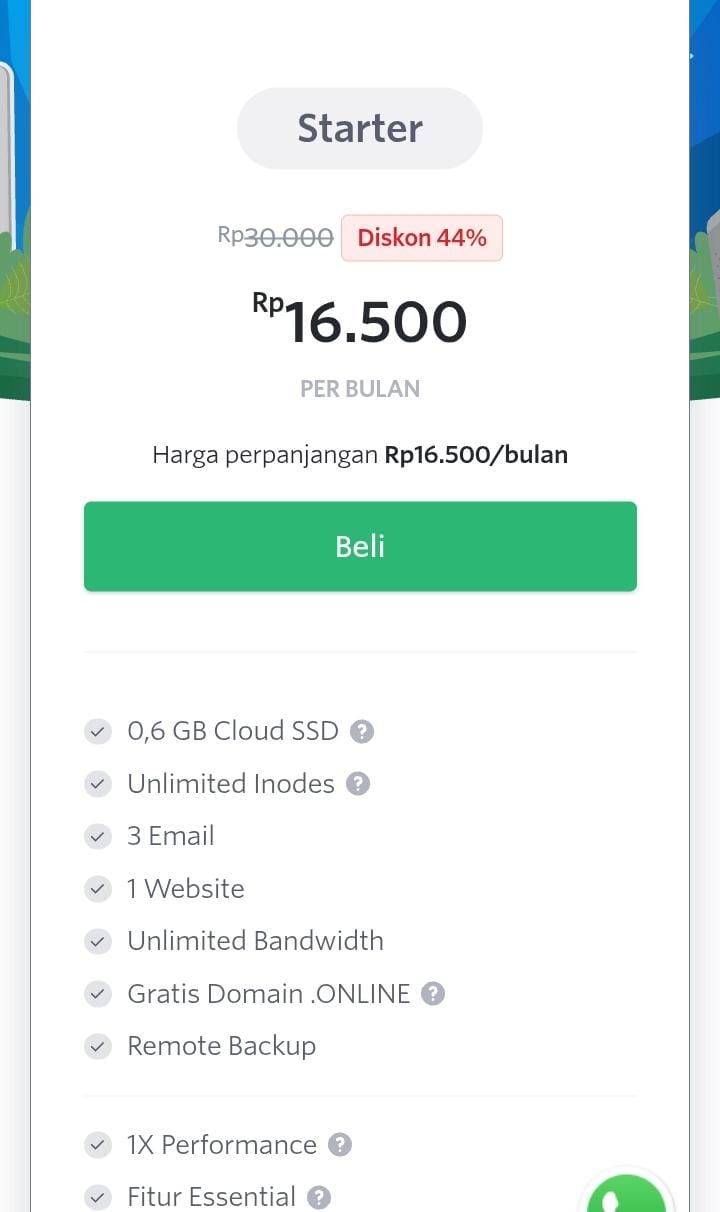 Starter
Rp30.000 Diskon 44%
Rp16.500
PER BULAN
Harga perpanjangan Rp16.500/bulan
Beli
0,6 GB Cloud SSD ?
Unlimited Inodes ?
3 Email
1 Website
Unlimited Bandwidth
Gratis Domain .ONLINE ?
Remote Backup
1X Performance ?
Fitur Essential ?